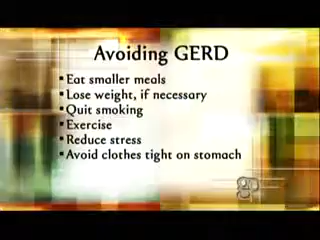 Avoiding GERD
▪Eat smaller meals
▪Lose weight, if necessary
▪Quit smoking
▪Exercise
▪Reduce stress
▪Avoid clothes tight on stomach